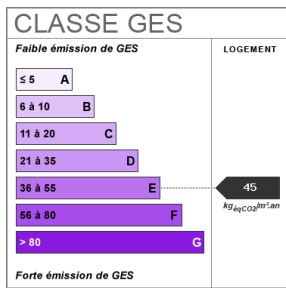 CLASSE GES
Faible émission de GES
LOGEMENT
≤ 5 A
6 à 10 B
11 à 20 C
21 à 35 D
36 à 55 E
45
kgéqCO2/m².an
56 à 80 F
> 80 G
Forte émission de GES